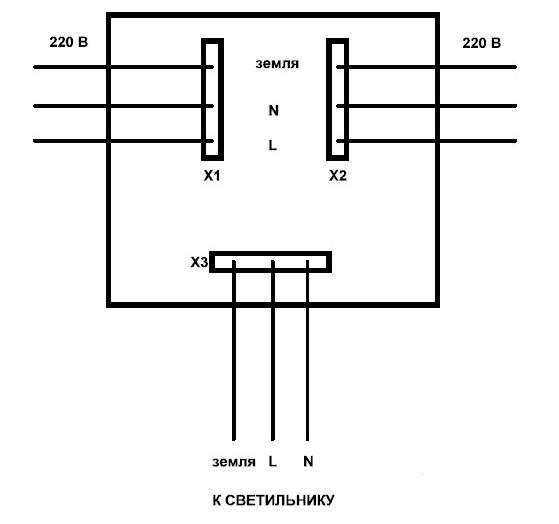 220 В
220 В
земля
N
L
X1
X2
X3
земля L N
К СВЕТИЛЬНИКУ